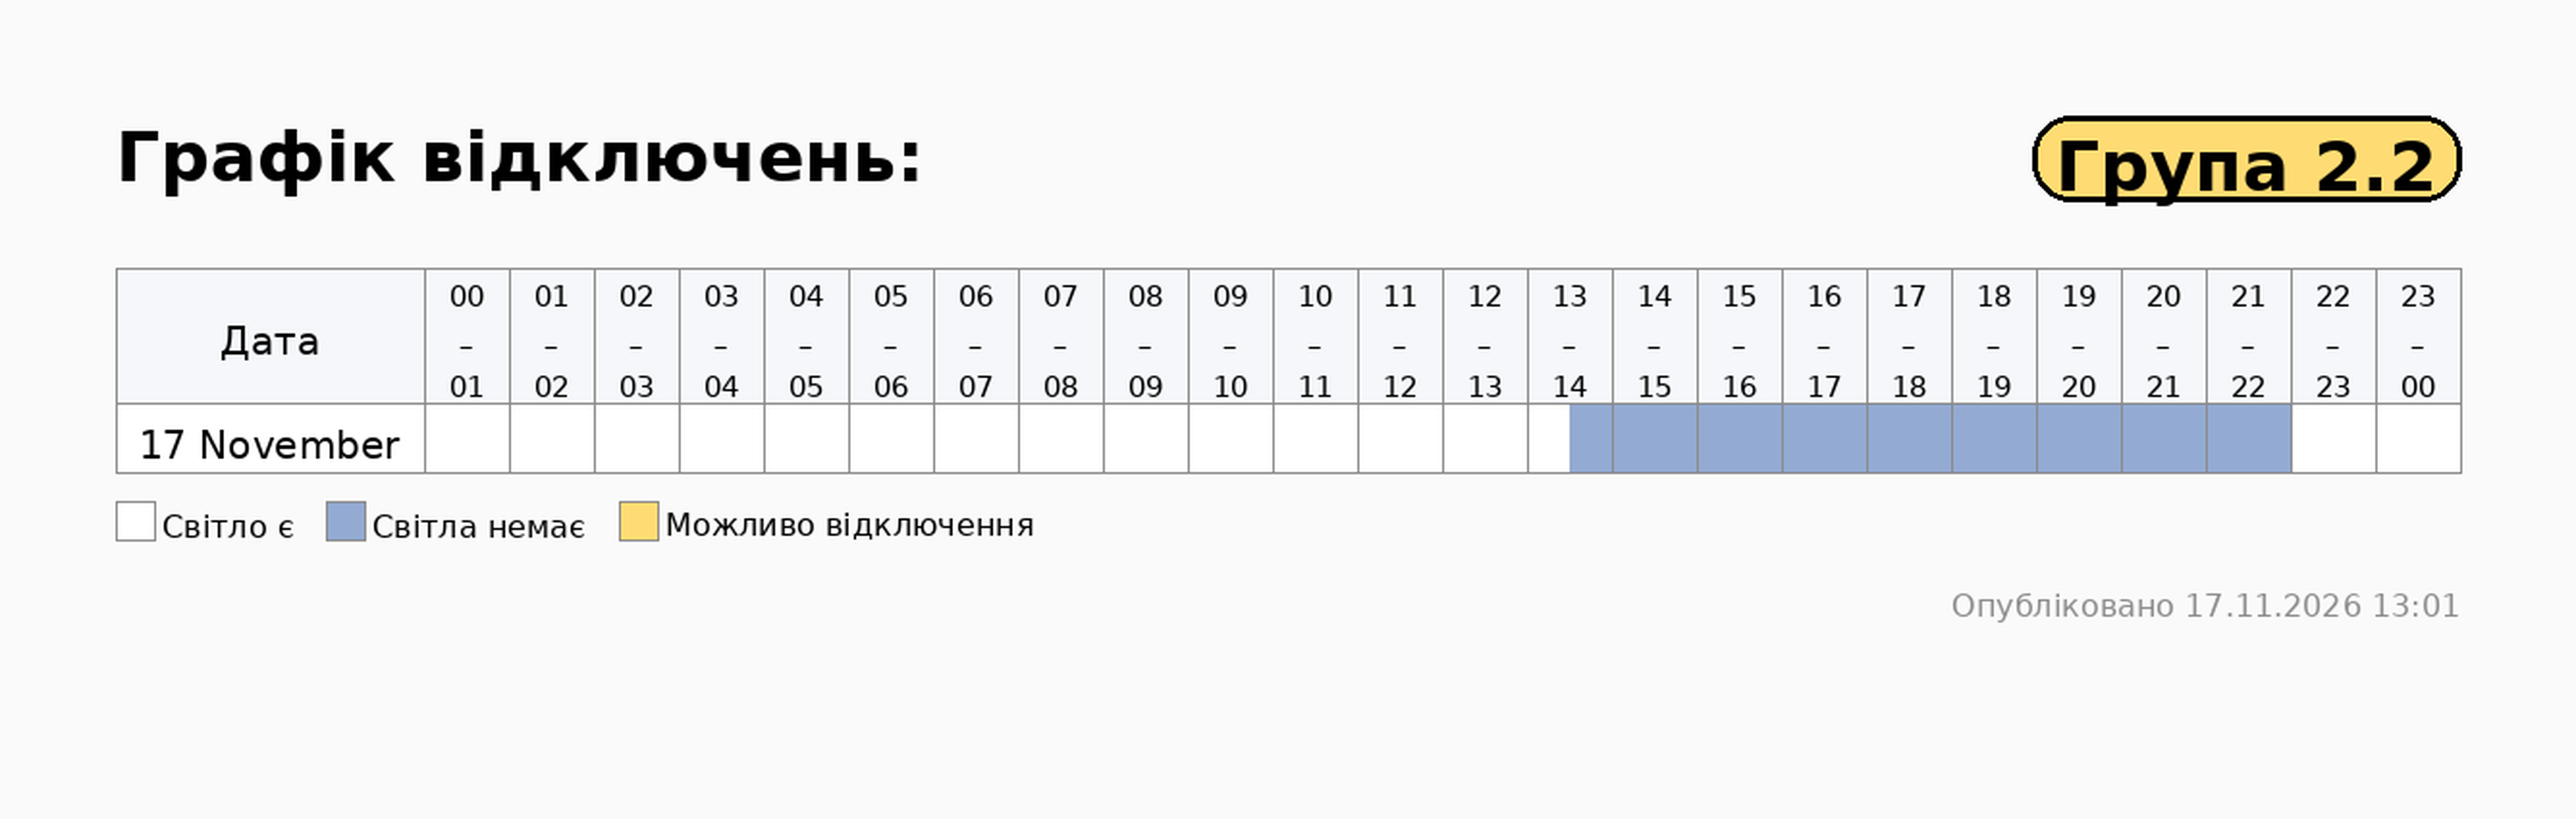 Графік відключень:
Група 2.2
Дата
00 01 02 03 04 05 06 07 08 09 10 11 12 13 14 15 16 17 18 19 20 21 22 23
– – – – – – – – – – – – – – – – – – – – – – – –
01 02 03 04 05 06 07 08 09 10 11 12 13 14 15 16 17 18 19 20 21 22 23 00
17 November
Світло є Світла немає Можливо відключення
Опубліковано 17.11.2026 13:01